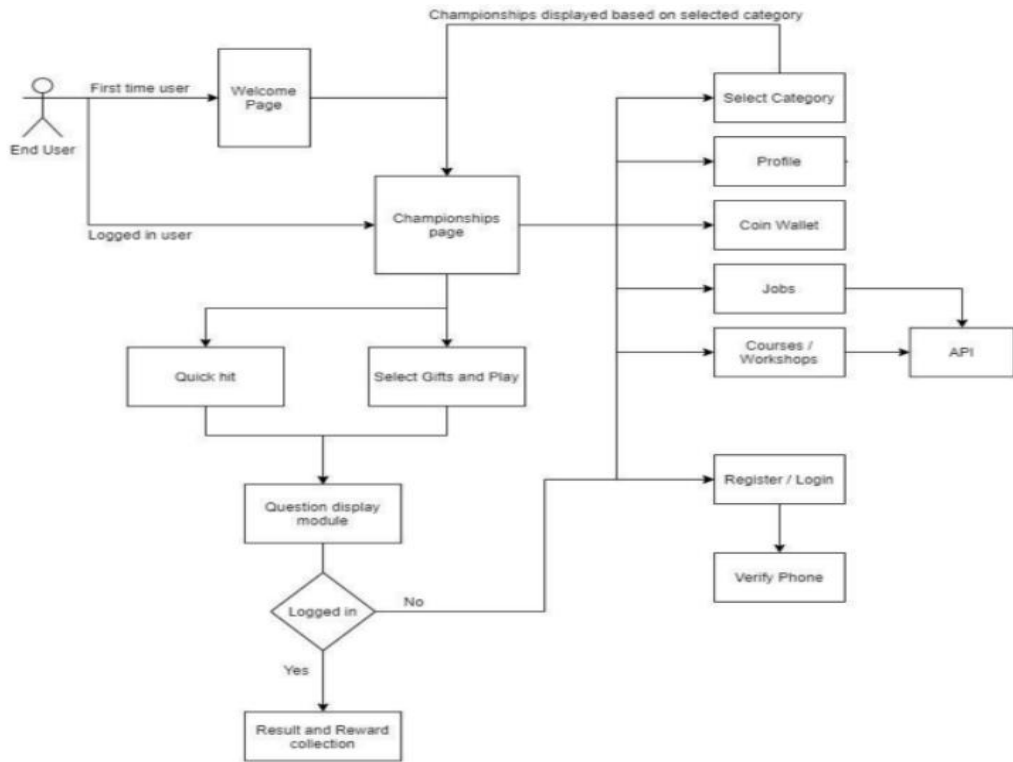 Championships displayed based on selected category
First time user
Welcome
Page
Select Category
End User
Profile
Championships
page
Coin Wallet
Logged in user
Jobs
Courses /
Workshops
API
Quick hit
Select Gifts and Play
Register / Login
Question display
module
Verify Phone
Logged in
No
Yes
Result and Reward
collection